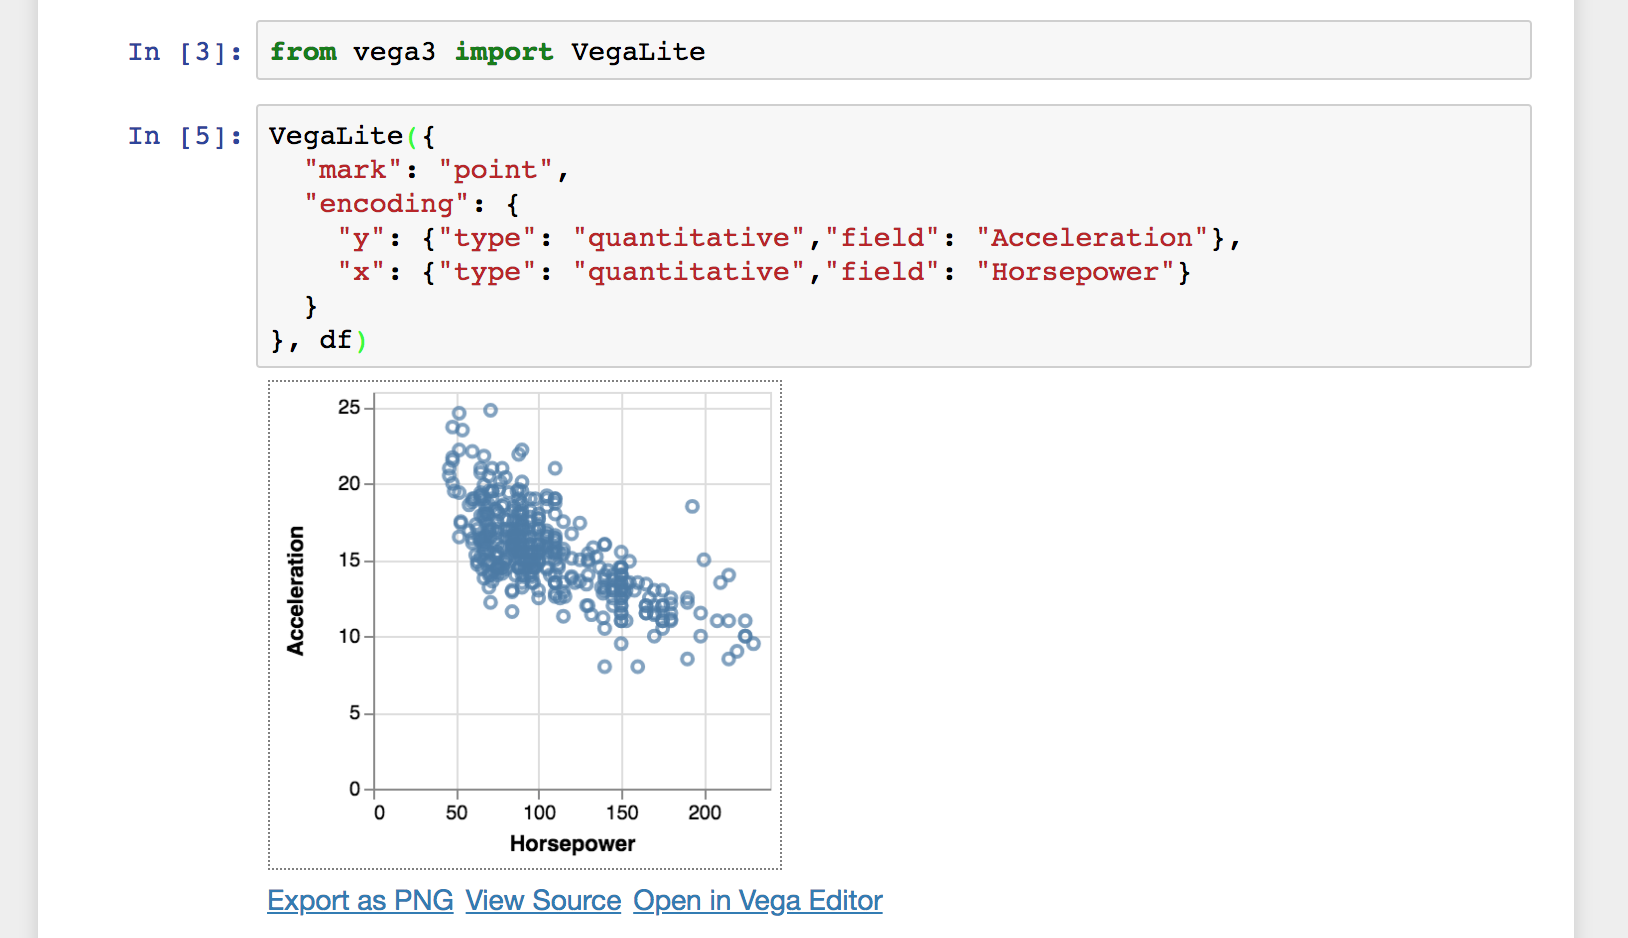 In [3]: from vega3 import VegaLite
In [5]: VegaLite({
"mark": "point",
"encoding": {
"y": {"type": "quantitative","field": "Acceleration"},
"x": {"type": "quantitative","field": "Horsepower"}
}
}, df)
25
20
15
10
5
0
Acceleration
0 50 100 150 200
Horsepower
Export as PNG View Source Open in Vega Editor